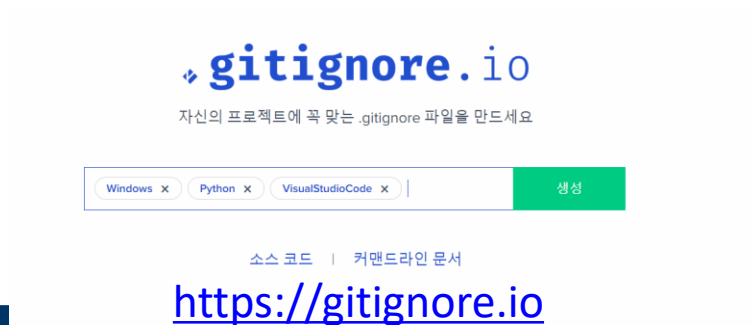 .gitignore.io
자신의 프로젝트에 꼭 맞는 .gitignore 파일을 만드세요
Windows x Python x VisualStudioCode x 생성
소스 코드 | 커맨드라인 문서
https://gitignore.io